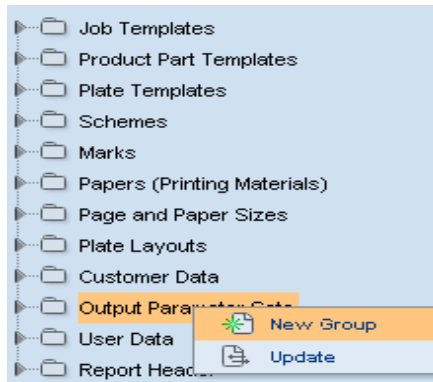 Job Templates
Product Part Templates
Plate Templates
Schemes
Marks
Papers (Printing Materials)
Page and Paper Sizes
Plate Layouts
Customer Data
Output Parameter Sets
New Group
User Data
Update
Report Header